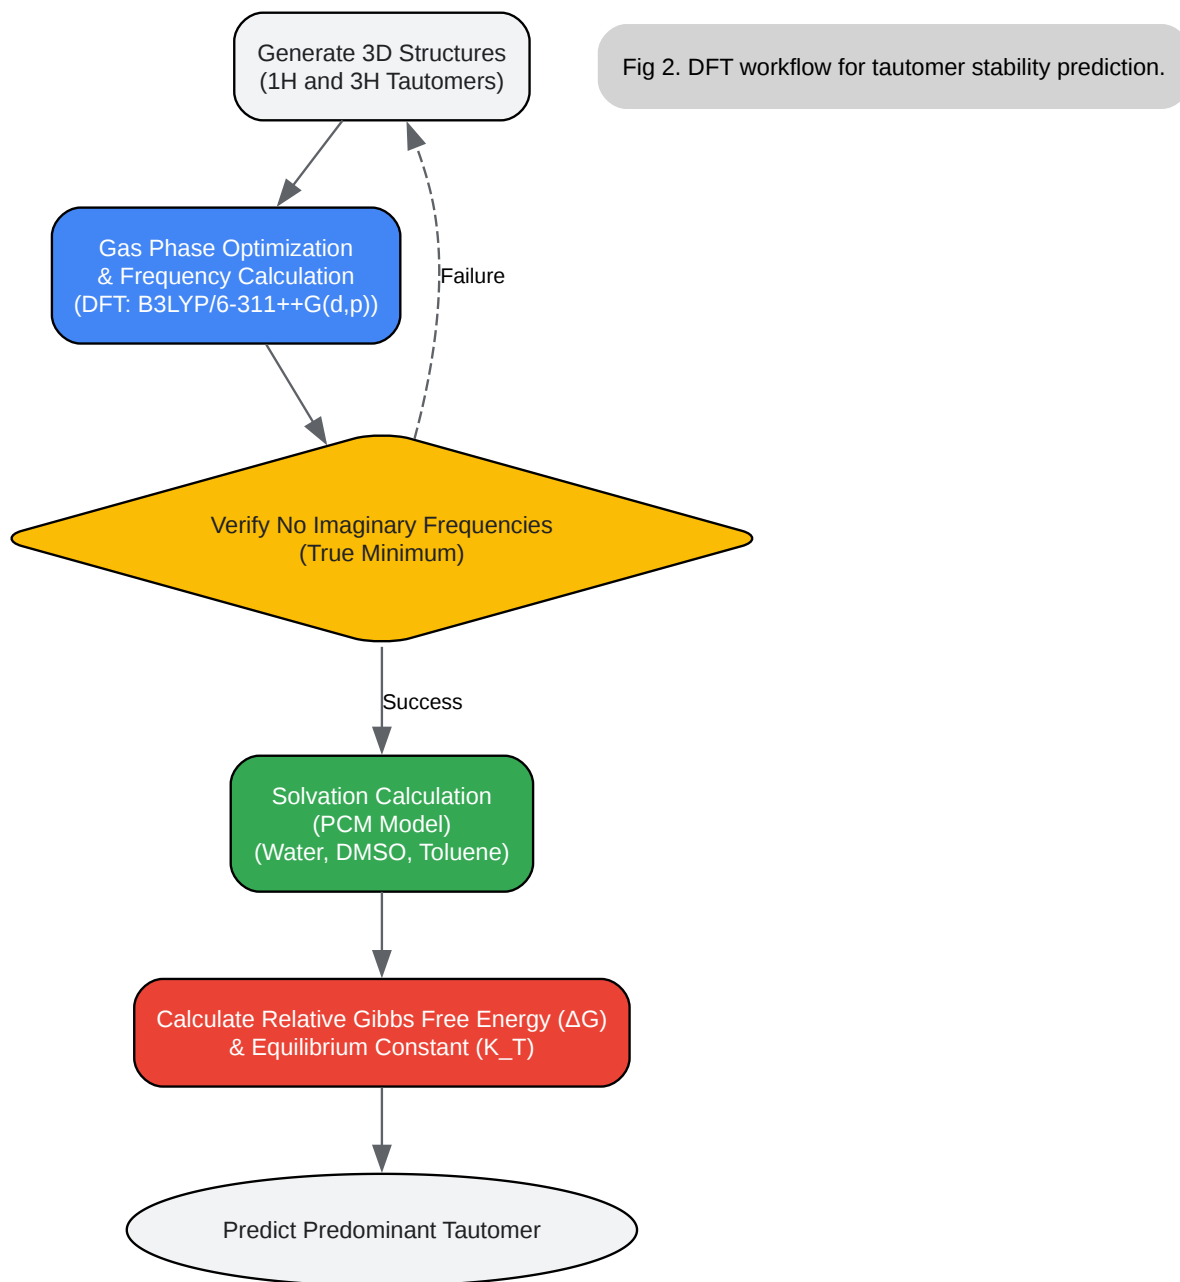 Generate 3D Structures
(1H and 3H Tautomers)
Fig 2. DFT workflow for tautomer stability prediction.
Gas Phase Optimization
& Frequency Calculation
(DFT: B3LYP/6-311++G(d,p))
Failure
Verify No Imaginary Frequencies
(True Minimum)
Success
Solvation Calculation
(PCM Model)
(Water, DMSO, Toluene)
Calculate Relative Gibbs Free Energy (ΔG)
& Equilibrium Constant (K_T)
Predict Predominant Tautomer